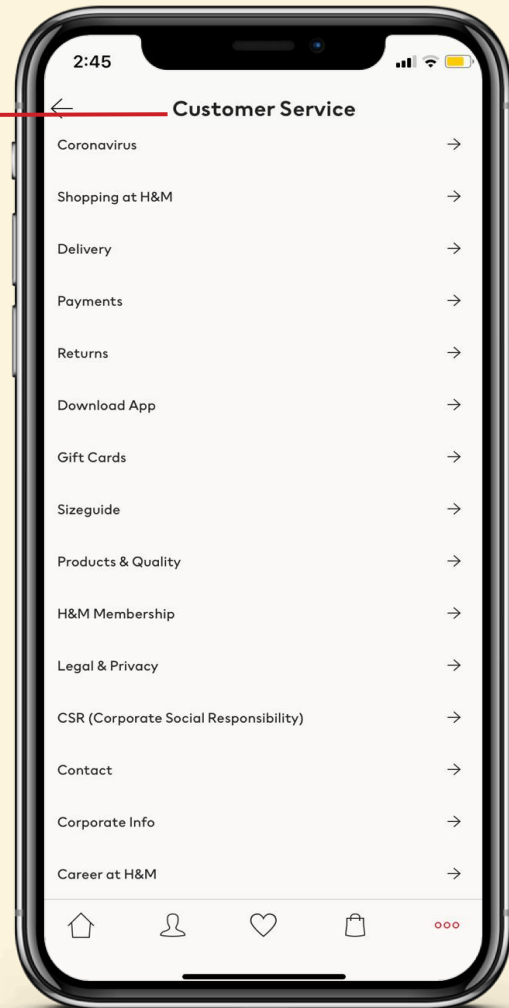 2:45
Customer Service
Coronavirus
Shopping at H&M
Delivery
Payments
Returns
Download App
Gift Cards
Sizeguide
Products & Quality
H&M Membership
Legal & Privacy
CSR (Corporate Social Responsibility)
Contact
Corporate Info
Career at H&M